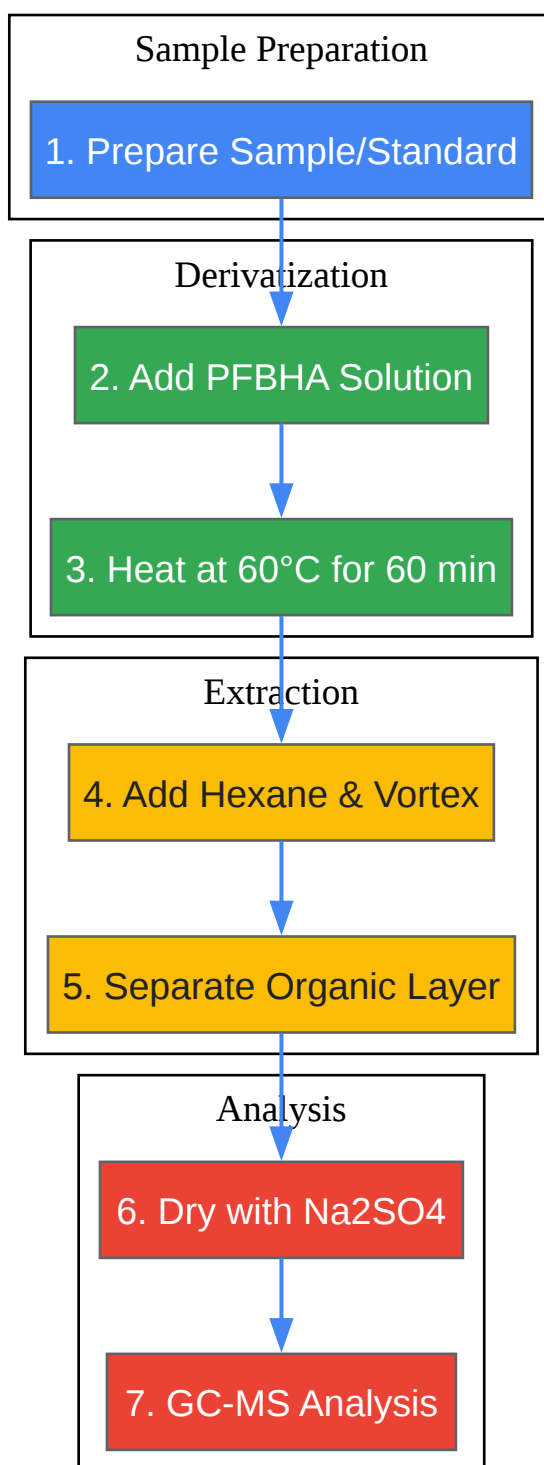 Sample Preparation
1. Prepare Sample/Standard
Derivatization
2. Add PFBHA Solution
3. Heat at 60°C for 60 min
Extraction
4. Add Hexane & Vortex
5. Separate Organic Layer
Analysis
6. Dry with Na2SO4
7. GC-MS Analysis